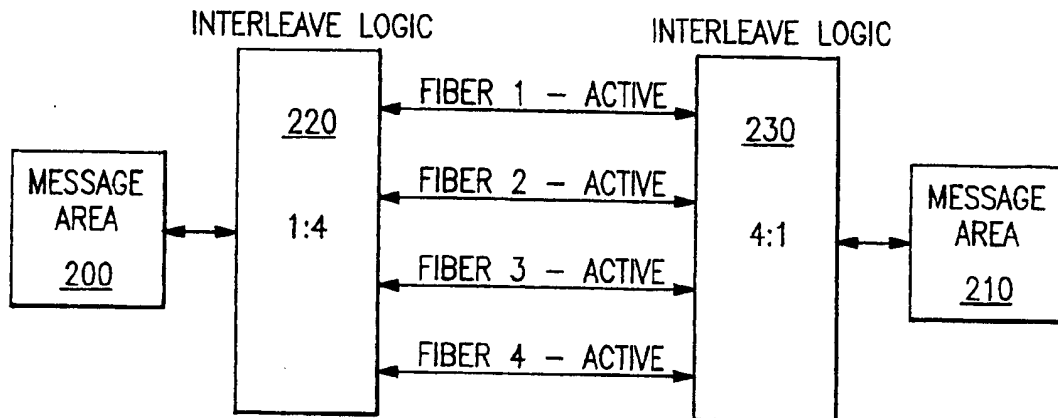 INTERLEAVE LOGIC
INTERLEAVE LOGIC
FIBER 1 – ACTIVE
220
230
FIBER 2 – ACTIVE
MESSAGE
AREA
200
1:4
4:1
MESSAGE
AREA
210
FIBER 3 – ACTIVE
FIBER 4 – ACTIVE